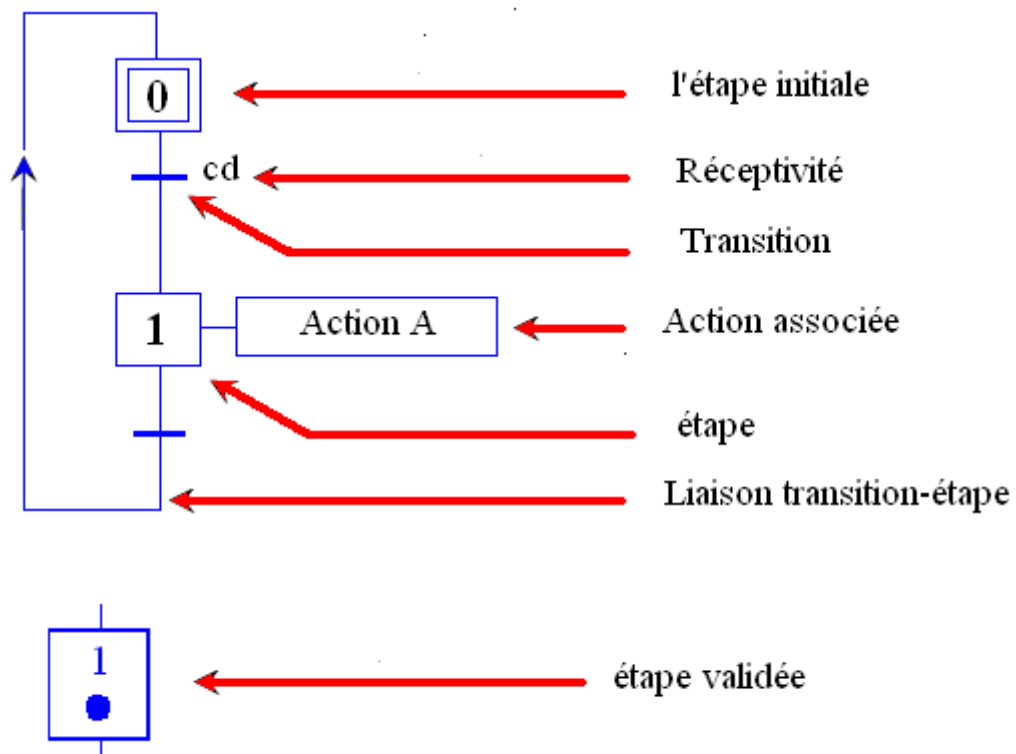 0
l'étape initiale
cd
Réceptivité
Transition
1
Action A
Action associée
étape
Liaison transition-étape
1
étape validée